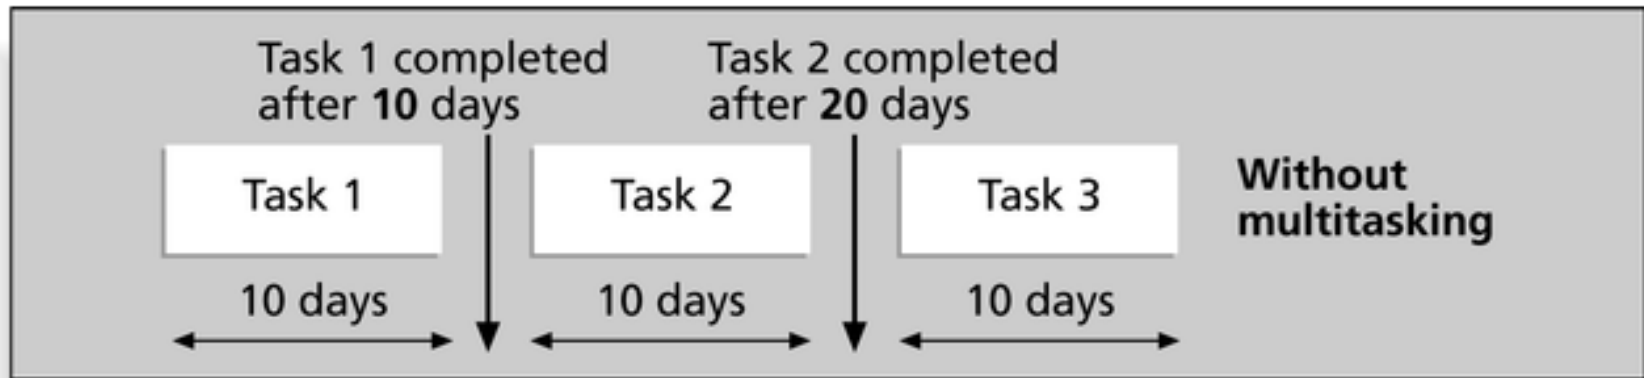 Task 1 completed
after 10 days
Task 2 completed
after 20 days
Task 1
Task 2
Task 3
Without
multitasking
10 days
10 days
10 days